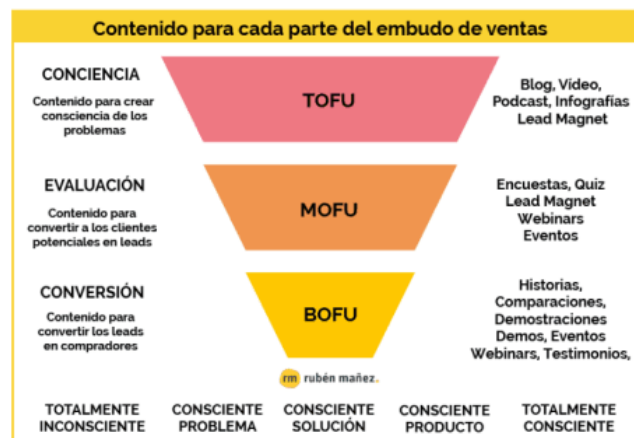 Contenido para cada parte del embudo de ventas
CONCIENCIA
Contenido para crear
consciencia de los
problemas
TOFU
Blog, Vídeo,
Podcast, Infografías
Lead Magnet
EVALUACIÓN
Contenido para
convertir a los clientes
potenciales en leads
MOFU
Encuestas, Quiz
Lead Magnet
Webinars
Eventos
CONVERSIÓN
Contenido para
convertir los leads
en compradores
BOFU
Historias,
Comparaciones,
Demostraciones
Demos, Eventos
Webinars, Testimonios,
rm rubén mañez.
TOTALMENTE
INCONSCIENTE
CONSCIENTE
PROBLEMA
CONSCIENTE
SOLUCIÓN
CONSCIENTE
PRODUCTO
TOTALMENTE
CONSCIENTE